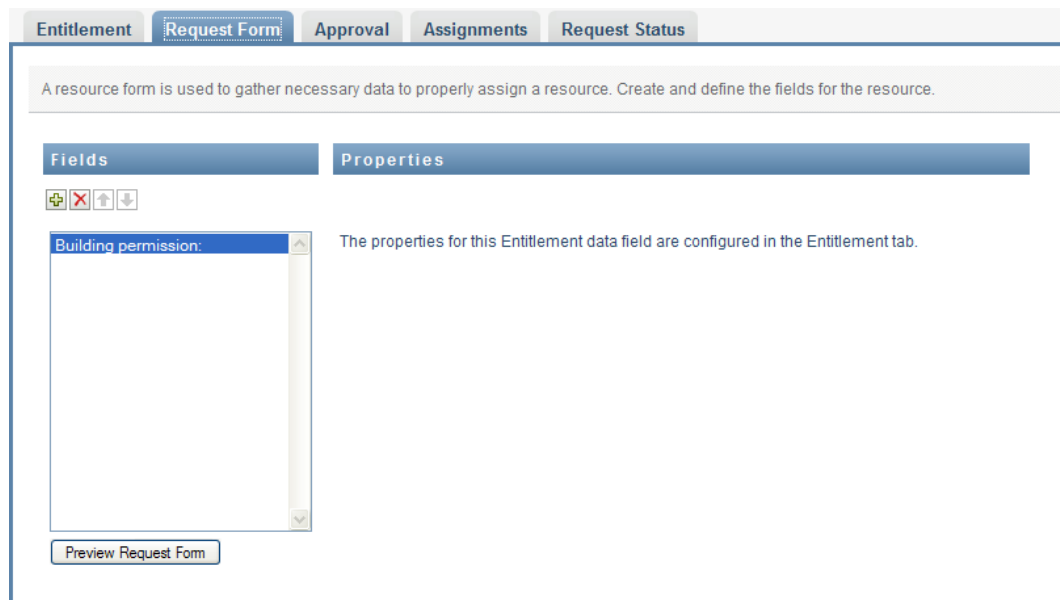 Entitlement Request Form Approval Assignments Request Status
A resource form is used to gather necessary data to properly assign a resource. Create and define the fields for the resource.
Fields Properties
Building permission:
The properties for this Entitlement data field are configured in the Entitlement tab.
Preview Request Form